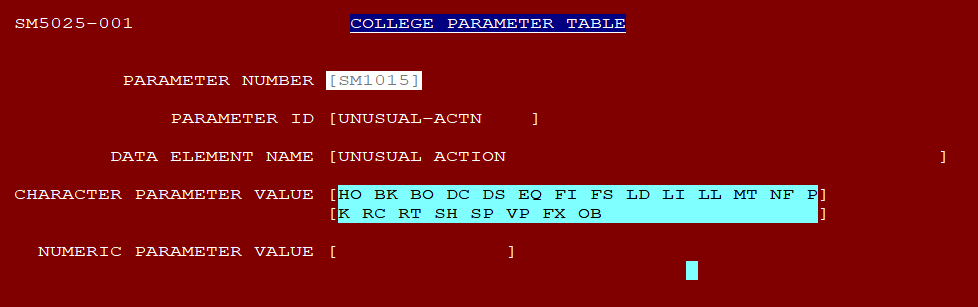 SM5025-001 COLLEGE PARAMETER TABLE
PARAMETER NUMBER [SM1015]
PARAMETER ID [UNUSUAL-ACTN ]
DATA ELEMENT NAME [UNUSUAL ACTION ]
CHARACTER PARAMETER VALUE [HO BK BO DC DS EQ FI FS LD LI LL MT NF P]
[K RC RT SH SP VP FX OB ]
NUMERIC PARAMETER VALUE [ ]